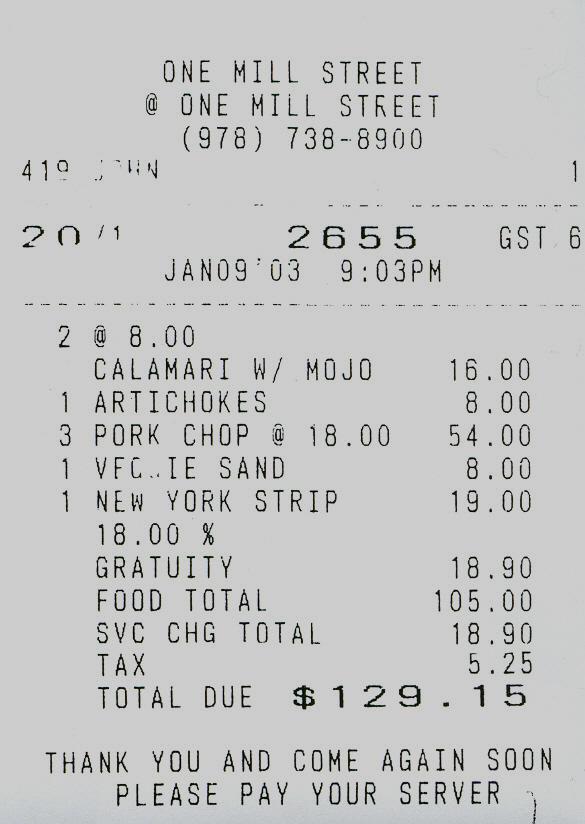 ONE MILL STREET
@ ONE MILL STREET
(978) 738-8900
419 JOHN 1
20/1 2655 GST 6
JAN09'03 9:03PM
2 @ 8.00
CALAMARI W/ MOJO 16.00
1 ARTICHOKES 8.00
3 PORK CHOP @ 18.00 54.00
1 SAND 8.00
1 NEW YORK STRIP 19.00
18.00 %
GRATUITY 18.90
FOOD TOTAL 105.00
SVC CHG TOTAL 18.90
TAX 5.25
TOTAL DUE $129.15
THANK YOU AND COME AGAIN SOON
PLEASE PAY YOUR SERVER